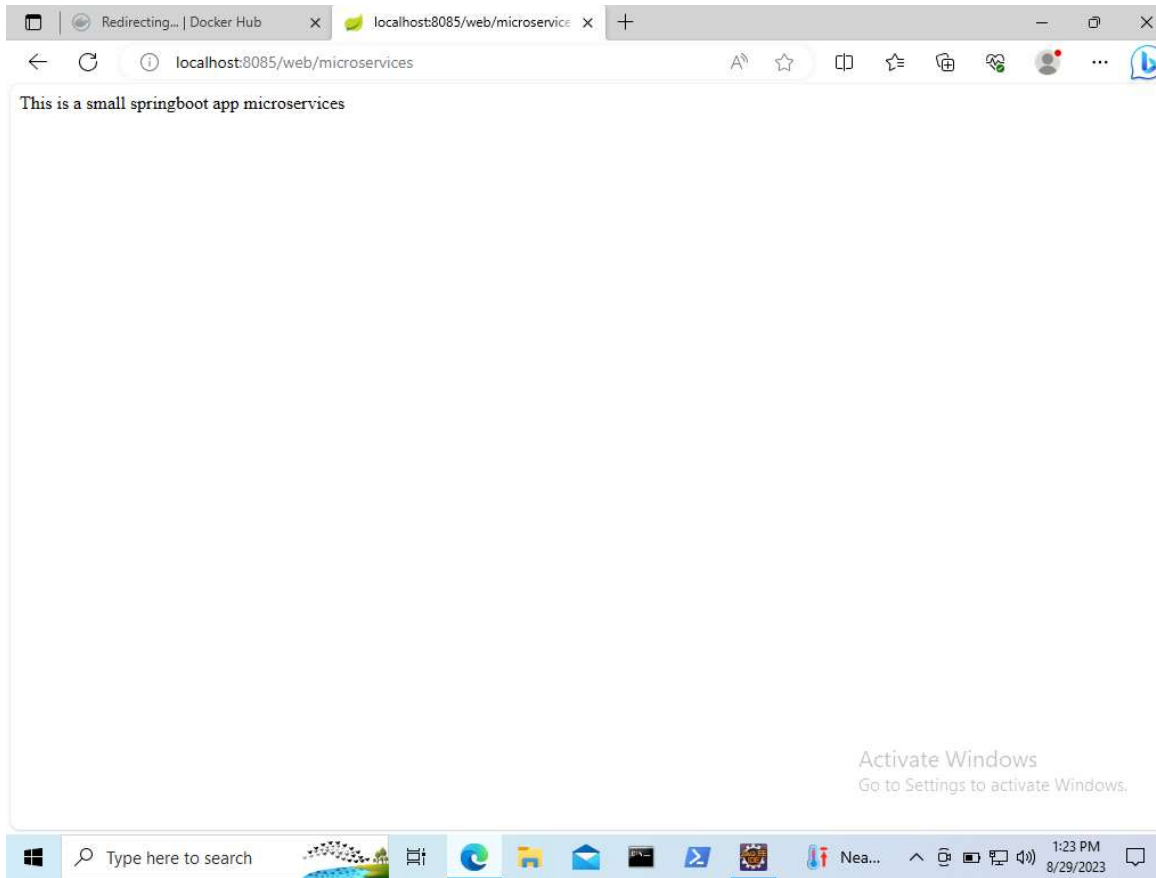 Redirecting... | Docker Hub
localhost:8085/web/microservice
localhost:8085/web/microservices
This is a small springboot app microservices
Activate Windows
Go to Settings to activate Windows.
Type here to search
Nea...
1:23 PM
8/29/2023